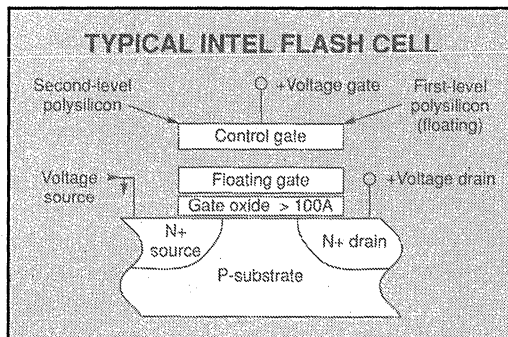 TYPICAL INTEL FLASH CELL
Second-level
polysilicon
+Voltage gate
First-level
polysilicon
(floating)
Control gate
Voltage
source
Floating gate
+Voltage drain
Gate oxide > 100A
N+
source
N+ drain
P-substrate